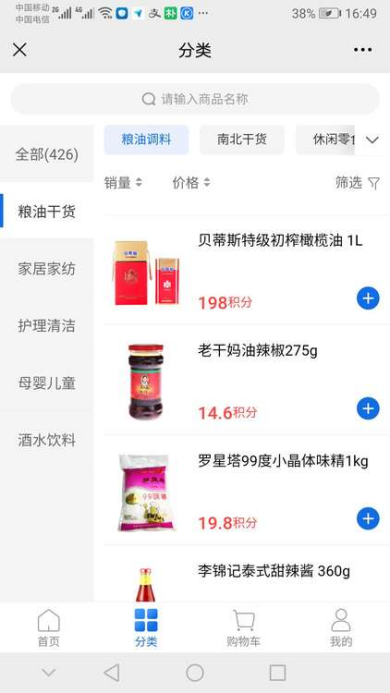 中国移动 2G 4G 38% 16:49
中国电信
分类
请输入商品名称
全部(426)
粮油干货
家居家纺
护理清洁
母婴儿童
酒水饮料
粮油调料 南北干货 休闲零食
销量 价格 筛选
贝蒂斯特级初榨橄榄油 1L
198积分
老干妈油辣椒275g
14.6积分
罗星塔99度小晶体味精1kg
19.8积分
李锦记泰式甜辣酱 360g
首页 分类 购物车 我的